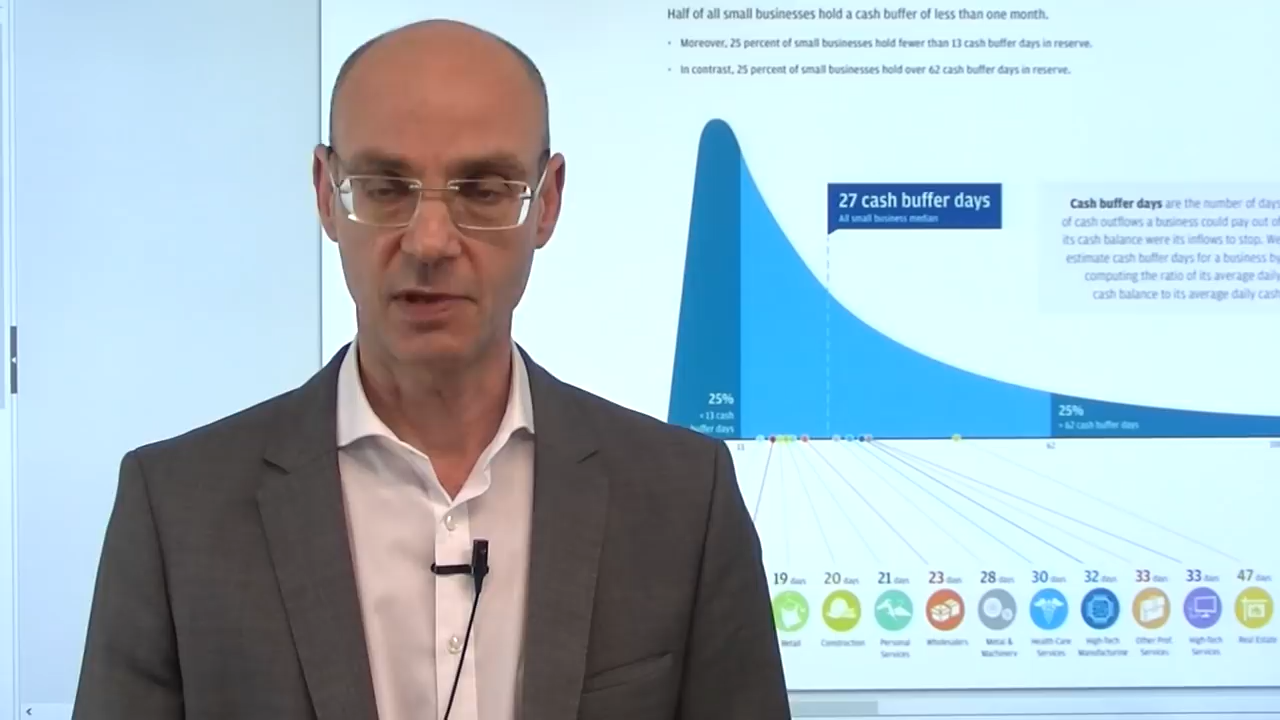 Half of all small businesses hold a cash buffer of less than one month.
• Moreover, 25 percent of small businesses hold fewer than 13 cash buffer days in reserve.
• In contrast, 25 percent of small businesses hold over 62 cash buffer days in reserve.
27 cash buffer days
All small business median
Cash buffer days are the number of days
of cash outflows a business could pay out of
its cash balance were its inflows to stop. We
estimate cash buffer days for a business by
computing the ratio of its average daily
cash balance to its average daily cash
25%
< 13 cash
buffer days
25%
> 62 cash buffer days
13 62
19 days 20 days 21 days 23 days 28 days 30 days 32 days 33 days 33 days 47 days
Retail Construction Personal Services Wholesalers Metal & Machinery Health Care Services High-Tech Manufacturing Other Prof. Services High-Tech Services Real Estate